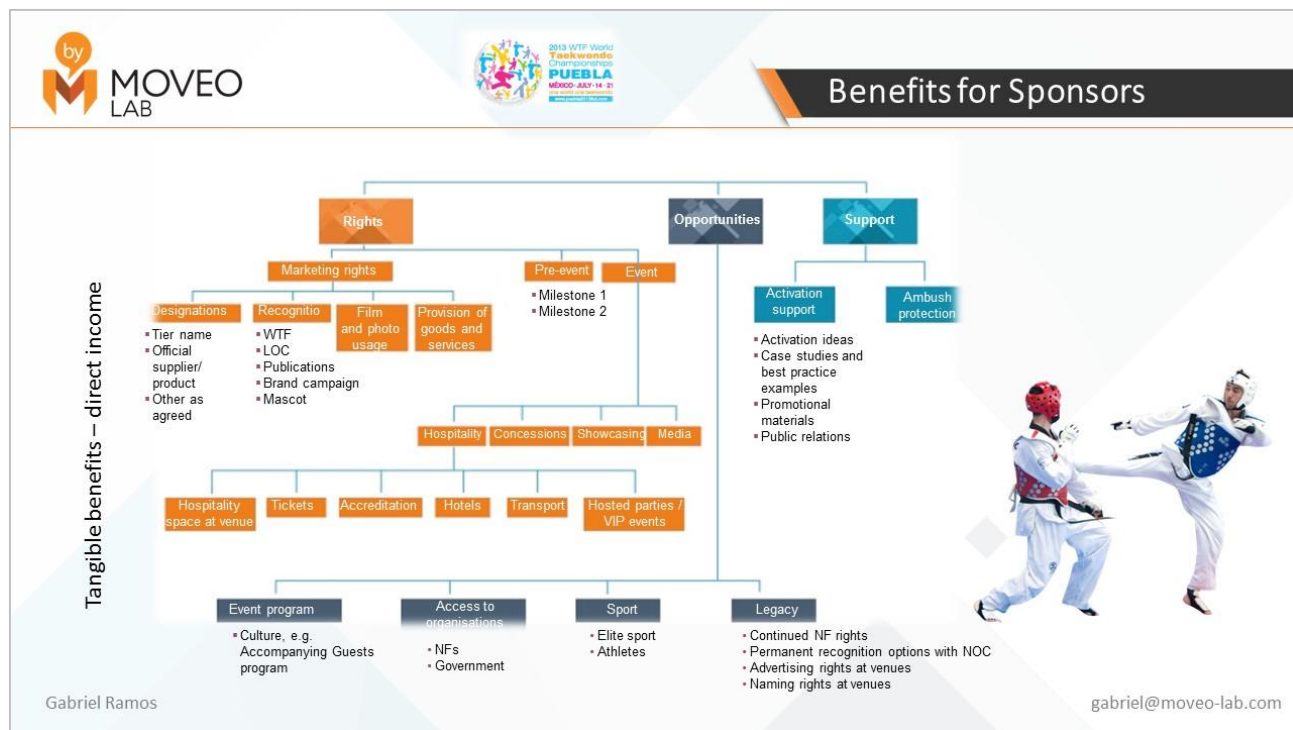 by
MOVEO
LAB
2013 WTF World
Taekwondo
Championships
PUEBLA
MÉXICO - JULY - 14 - 21
Benefits for Sponsors
Tangible benefits – direct income
Rights
Opportunities
Support
Marketing rights
Pre-event
Event
▪ Milestone 1
▪ Milestone 2
Designations
▪ Tier name
▪ Official
supplier/
product
▪ Other as
agreed
Recognitio
▪ WTF
▪ LOC
▪ Publications
▪ Brand campaign
▪ Mascot
Film
and photo
usage
Provision of
goods and
services
Activation
support
▪ Activation ideas
▪ Case studies and
best practice
examples
▪ Promotional
materials
▪ Public relations
Ambush
protection
Hospitality
Concessions
Showcasing
Media
Hospitality
space at venue
Tickets
Accreditation
Hotels
Transport
Hosted parties /
VIP events
Event program
▪ Culture, e.g.
Accompanying Guests
program
Access to
organisations
▪ NFs
▪ Government
Sport
▪ Elite sport
▪ Athletes
Legacy
▪ Continued NF rights
▪ Permanent recognition options with NOC
▪ Advertising rights at venues
▪ Naming rights at venues
Gabriel Ramos
gabriel@moveo-lab.com